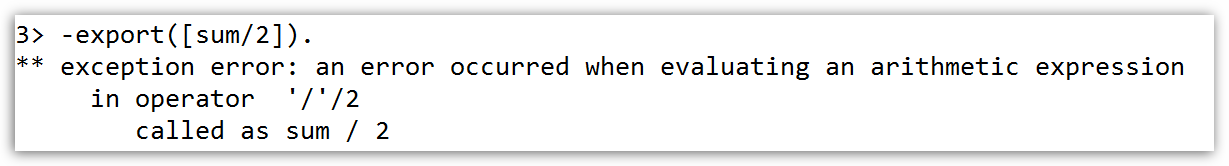 3> -export([sum/2]).
** exception error: an error occurred when evaluating an arithmetic expression
     in operator  '/'/2
        called as sum / 2